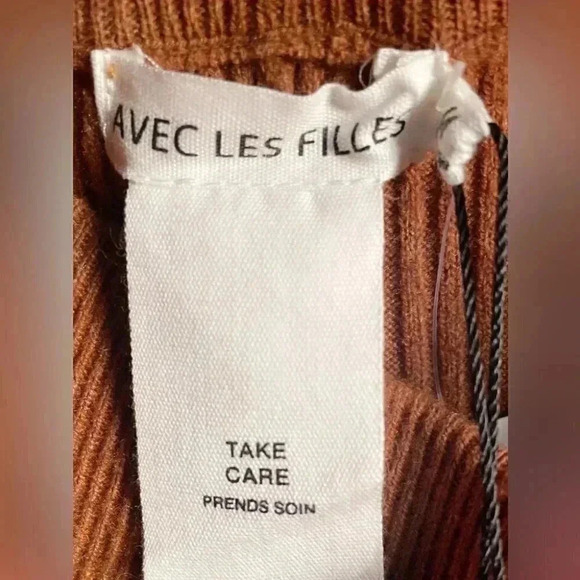 AVEC LES FILLES
TAKE
CARE
PRENDS SOIN